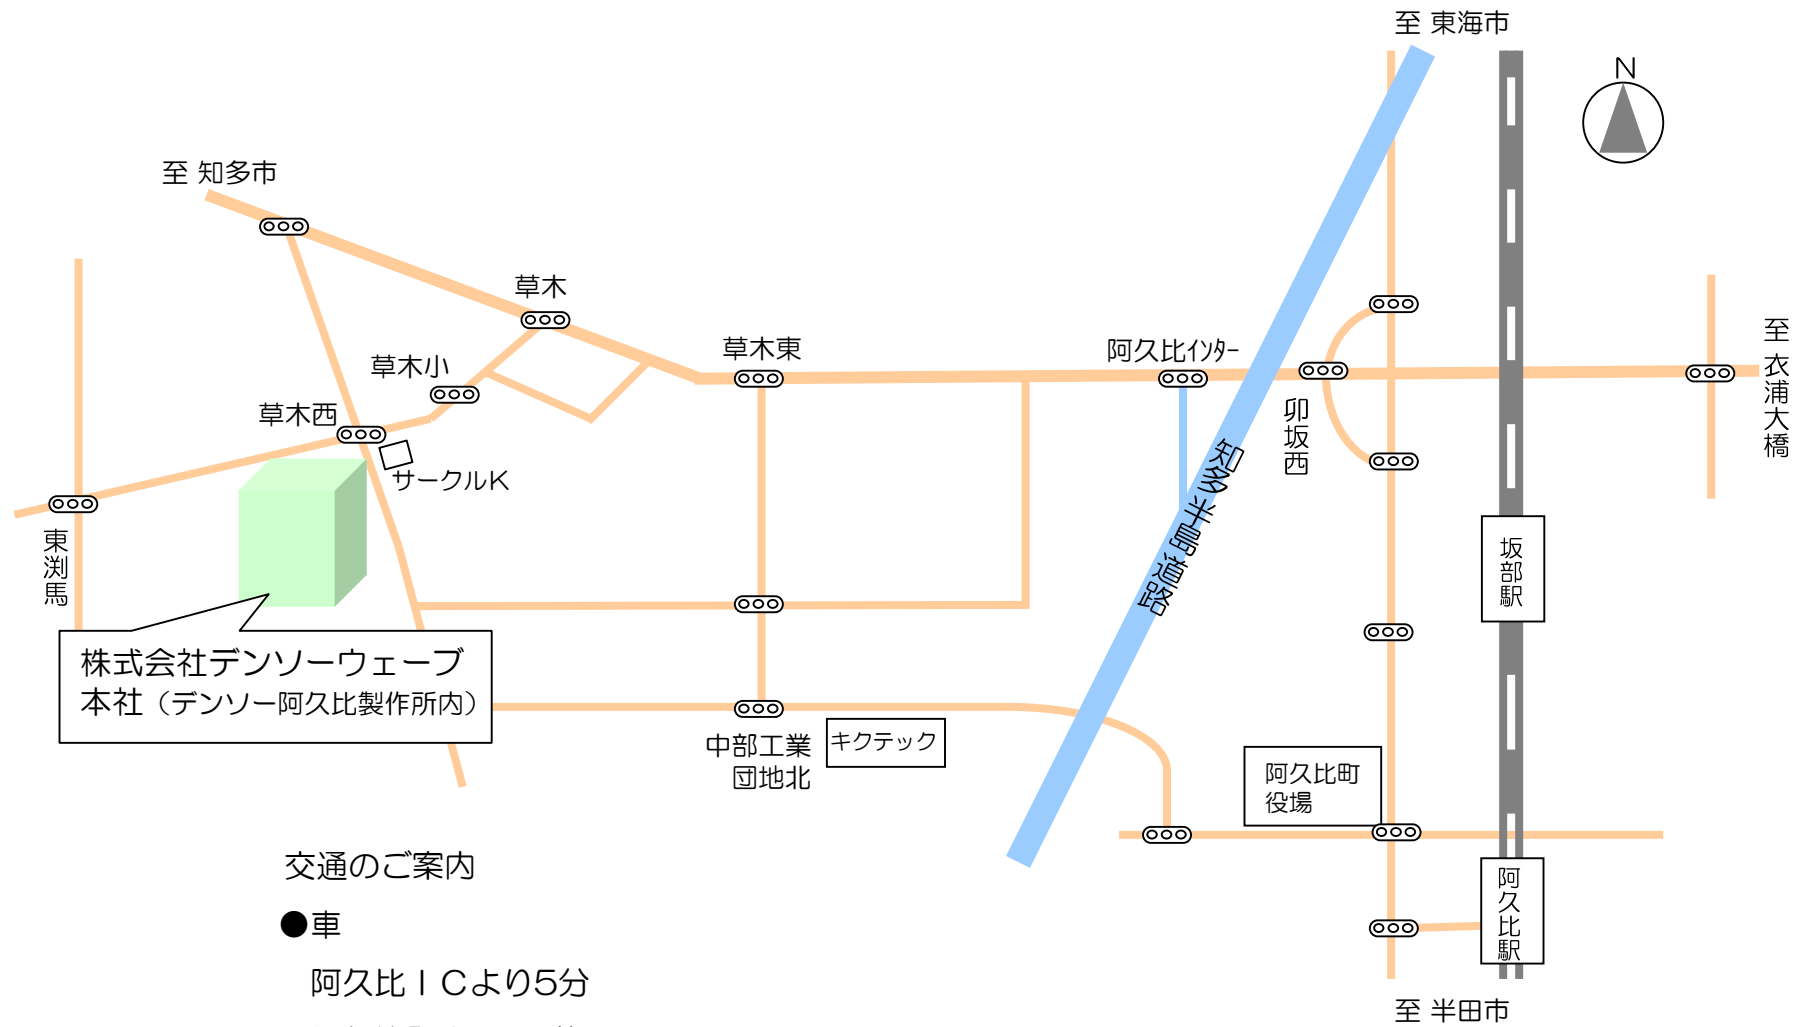 至 東海市
N
至 知多市
草木
草木東
阿久比ｲﾝﾀｰ
至 衣浦大橋
草木小
草木西
卯坂西
サークルK
知多半島道路
東渕馬
坂部駅
株式会社デンソーウェーブ
本社（デンソー阿久比製作所内）
中部工業
団地北
キクテック
阿久比町
役場
阿久比駅
交通のご案内
●車
阿久比ＩＣより5分
至 半田市